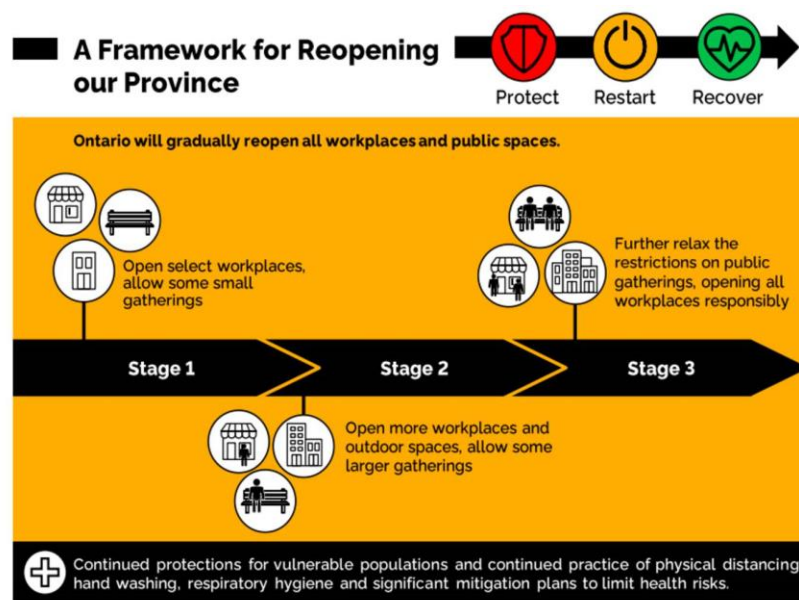 A Framework for Reopening
our Province
Protect
Restart
Recover
Ontario will gradually reopen all workplaces and public spaces.
Open select workplaces,
allow some small
gatherings
Further relax the
restrictions on public
gatherings, opening all
workplaces responsibly
Stage 1
Stage 2
Stage 3
Open more workplaces and
outdoor spaces, allow some
larger gatherings
Continued protections for vulnerable populations and continued practice of physical distancing
hand washing, respiratory hygiene and significant mitigation plans to limit health risks.